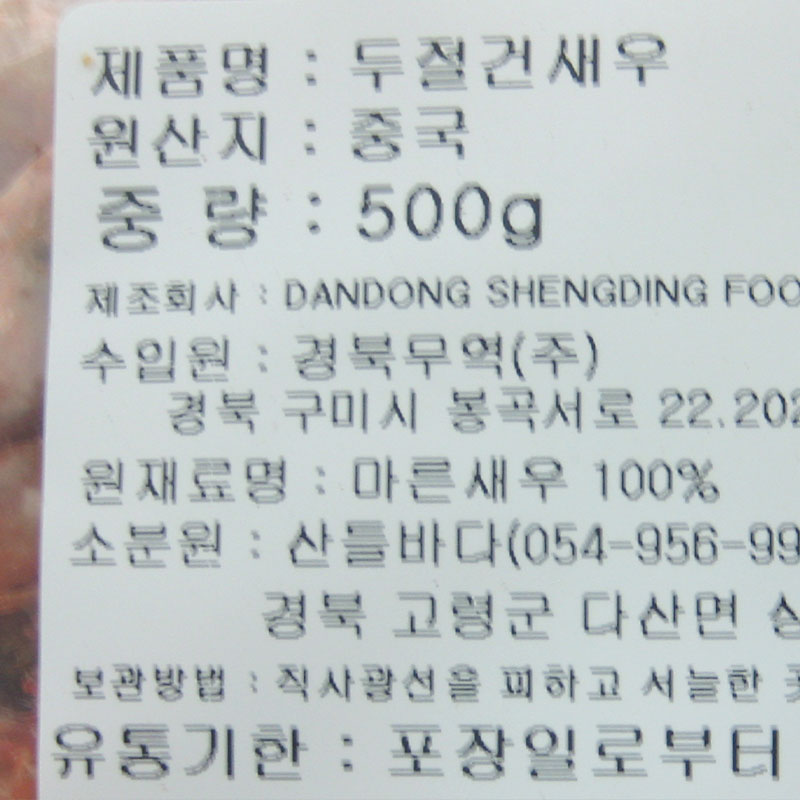 제품명 : 두절건새우
원산지 : 중국
중 량 : 500g
제조회사 : DANDONG SHENGDING FOO
수입원 : 경북무역(주)
경북 구미시 봉곡서로 22.202
원재료명 : 마른새우 100%
소분원 : 산들바다(054-956-99
경북 고령군 다산면
보관방법 : 직사광선을 피하고 서늘한
유통기한 : 포장일로부터